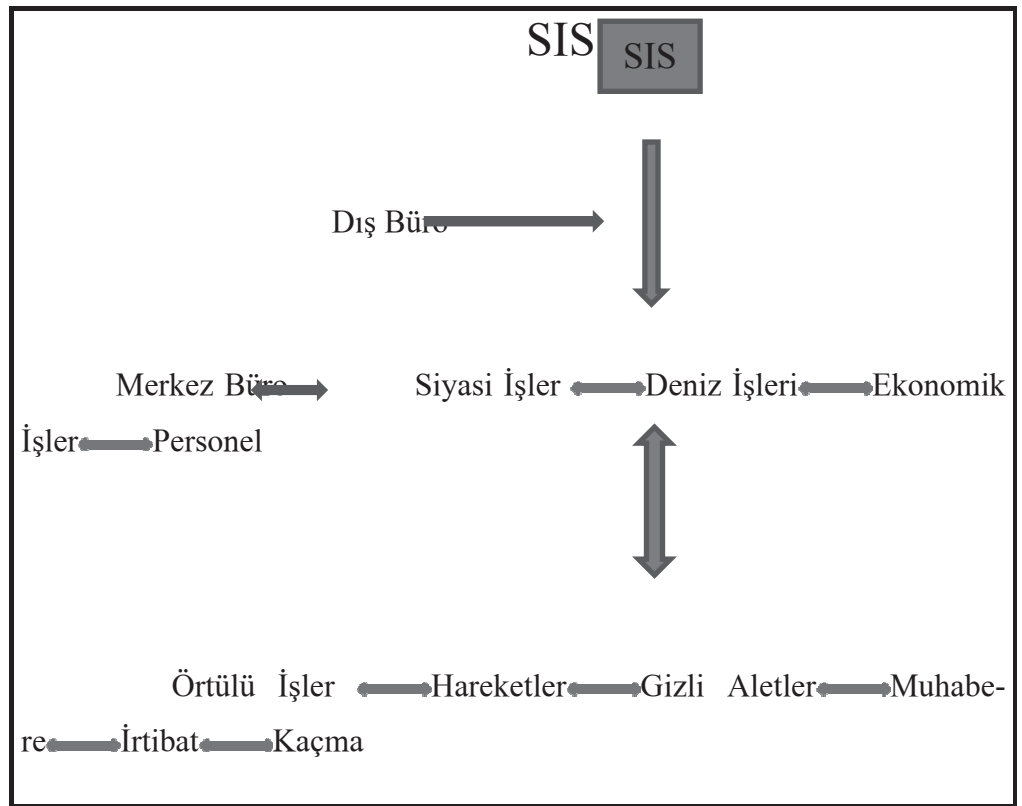 SIS SIS
Dış Büro
Merkez Büro Siyasi İşler Deniz İşleri Ekonomik
İşler Personel
Örtülü İşler Hareketler Gizli Aletler Muhabe-
re İrtibat Kaçma